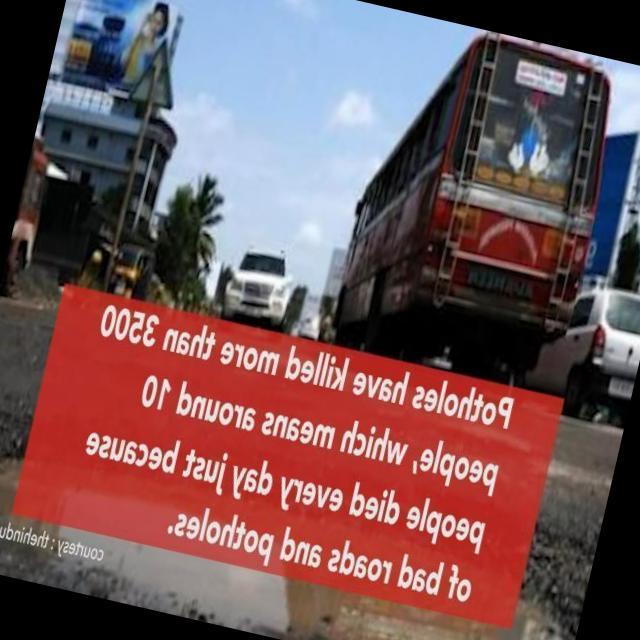 Potholes have killed more than 3500
people, which means around 10
people died every day just because
of bad roads and potholes.
courtesy : thehindu